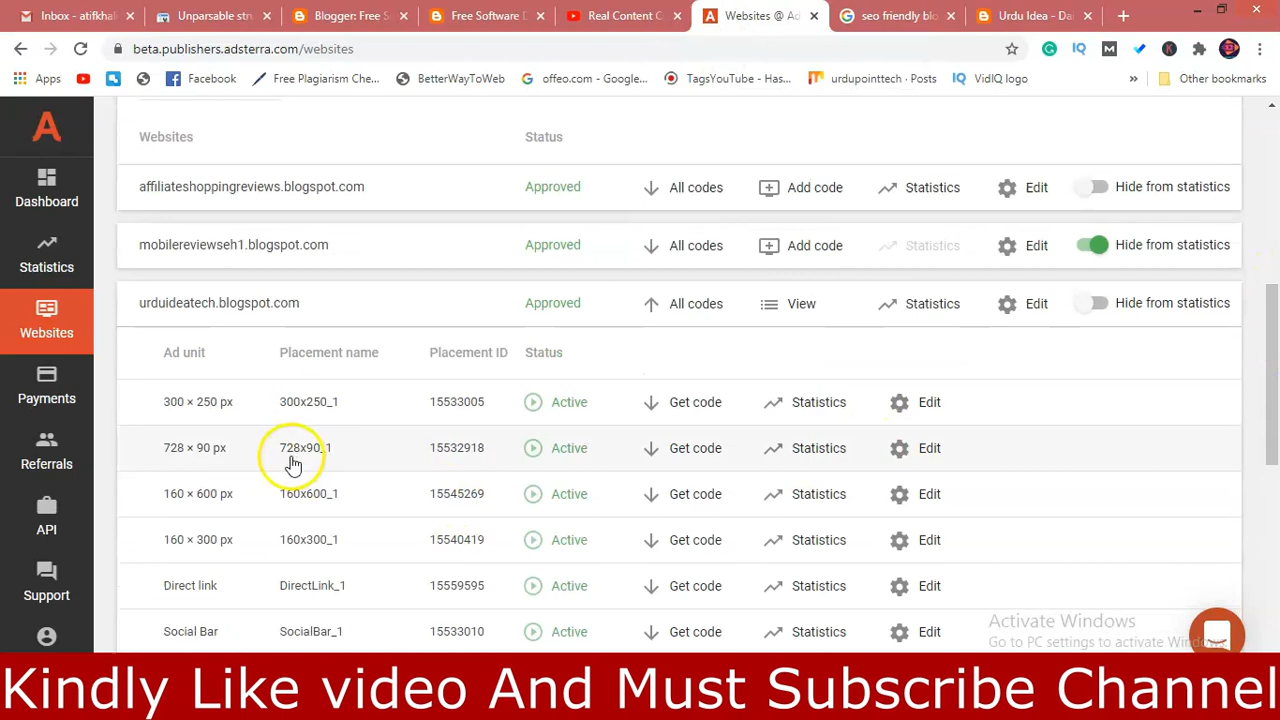 Inbox - atifkhal
Unparsable str
Blogger: Free S
Free Software D
Real Content C
Websites @ Ad
seo friendly blo
Urdu Idea - Dai
beta.publishers.adsterra.com/websites
Apps
Facebook
Free Plagiarism Che...
BetterWayToWeb
offeo.com - Google...
TagsYouTube - Has...
urdupointtech · Posts
VidIQ logo
»
Other bookmarks
Dashboard
Statistics
Websites
Payments
Referrals
API
Support
Websites Status
affiliateshoppingreviews.blogspot.com Approved All codes Add code Statistics Edit Hide from statistics
mobilereviewseh1.blogspot.com Approved All codes Add code Statistics Edit Hide from statistics
urduideatech.blogspot.com Approved All codes View Statistics Edit Hide from statistics
Ad unit Placement name Placement ID Status
300 × 250 px 300x250_1 15533005 Active Get code Statistics Edit
728 × 90 px 728x90_1 15532918 Active Get code Statistics Edit
160 × 600 px 160x600_1 15545269 Active Get code Statistics Edit
160 × 300 px 160x300_1 15540419 Active Get code Statistics Edit
Direct link DirectLink_1 15559595 Active Get code Statistics Edit
Social Bar SocialBar_1 15533010 Active Get code Statistics Edit
Activate Windows
Go to PC settings to activate Windows.
Kindly Like video And Must Subscribe Channel